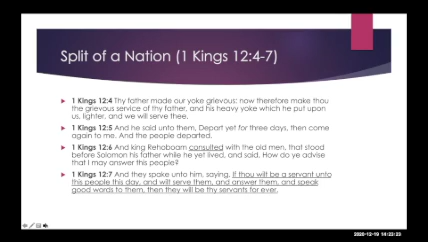 Split of a Nation (1 Kings 12:4-7)
1 Kings 12:4 Thy father made our yoke grievous: now therefore make thou
the grievous service of thy father, and his heavy yoke which he put upon
us, lighter, and we will serve thee.
1 Kings 12:5 And he said unto them, Depart yet for three days, then come
again to me. And the people departed.
1 Kings 12:6 And king Rehoboam consulted with the old men, that stood
before Solomon his father while he yet lived, and said, How do ye advise
that I may answer this people?
1 Kings 12:7 And they spake unto him, saying, If thou wilt be a servant unto
this people this day, and will serve them, and answer them, and speak
good words to them, then they will be thy servants for ever.
2020-12-19 14:23:23